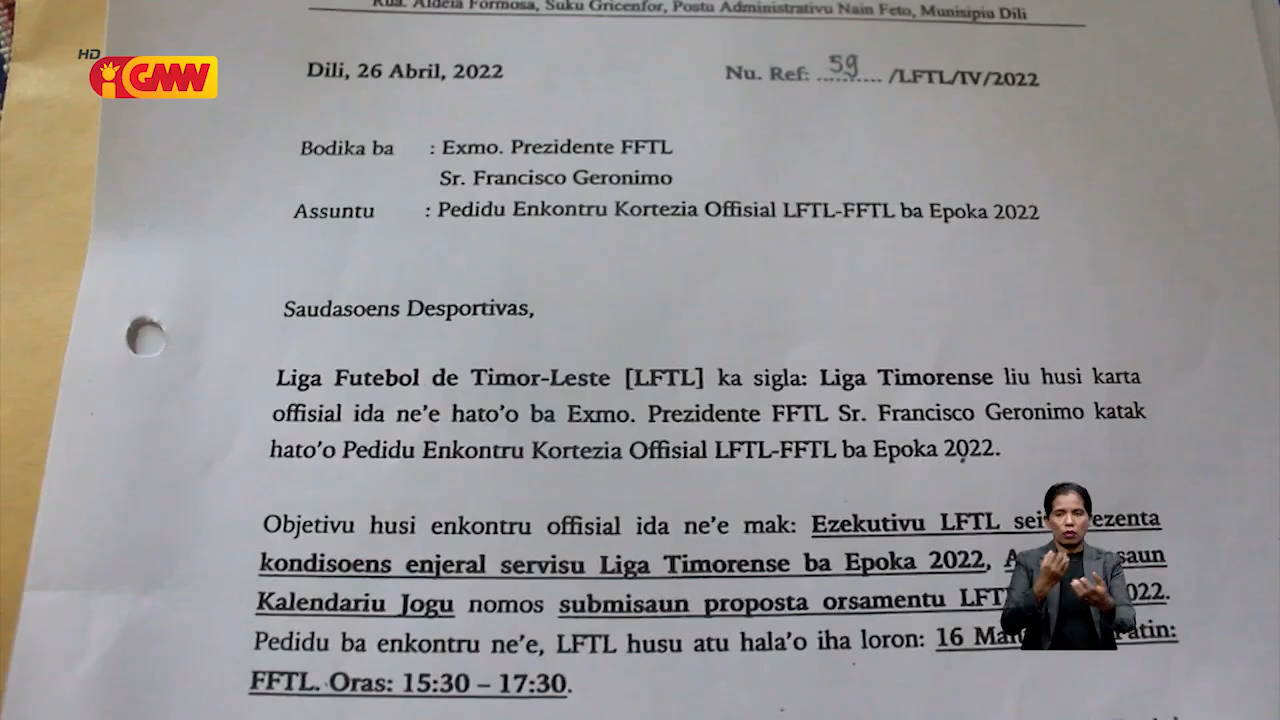 Rua. Aldeia Formosa, Suku Gricenfor, Postu Administrativu Nain Feto, Munisipiu Dili
HD
GMN
Dili, 26 Abril, 2022
Nu. Ref: ...59... /LFTL/IV/2022
Bodika ba : Exmo. Prezidente FFTL
Sr. Francisco Geronimo
Assuntu : Pedidu Enkontru Kortezia Offisial LFTL-FFTL ba Epoka 2022
Saudasoens Desportivas,
Liga Futebol de Timor-Leste [LFTL] ka sigla: Liga Timorense liu husi karta
offisial ida ne'e hato'o ba Exmo. Prezidente FFTL Sr. Francisco Geronimo katak
hato'o Pedidu Enkontru Kortezia Offisial LFTL-FFTL ba Epoka 2022.
Objetivu husi enkontru offisial ida ne'e mak: Ezekutivu LFTL sei
kondisoens enjeral servisu Liga Timorense ba Epoka 2022,
Kalendariu Jogu nomos submisaun proposta orsamentu
Pedidu ba enkontru ne'e, LFTL husu atu hala'o iha loron: 16
FFTL. Oras: 15:30 – 17:30.